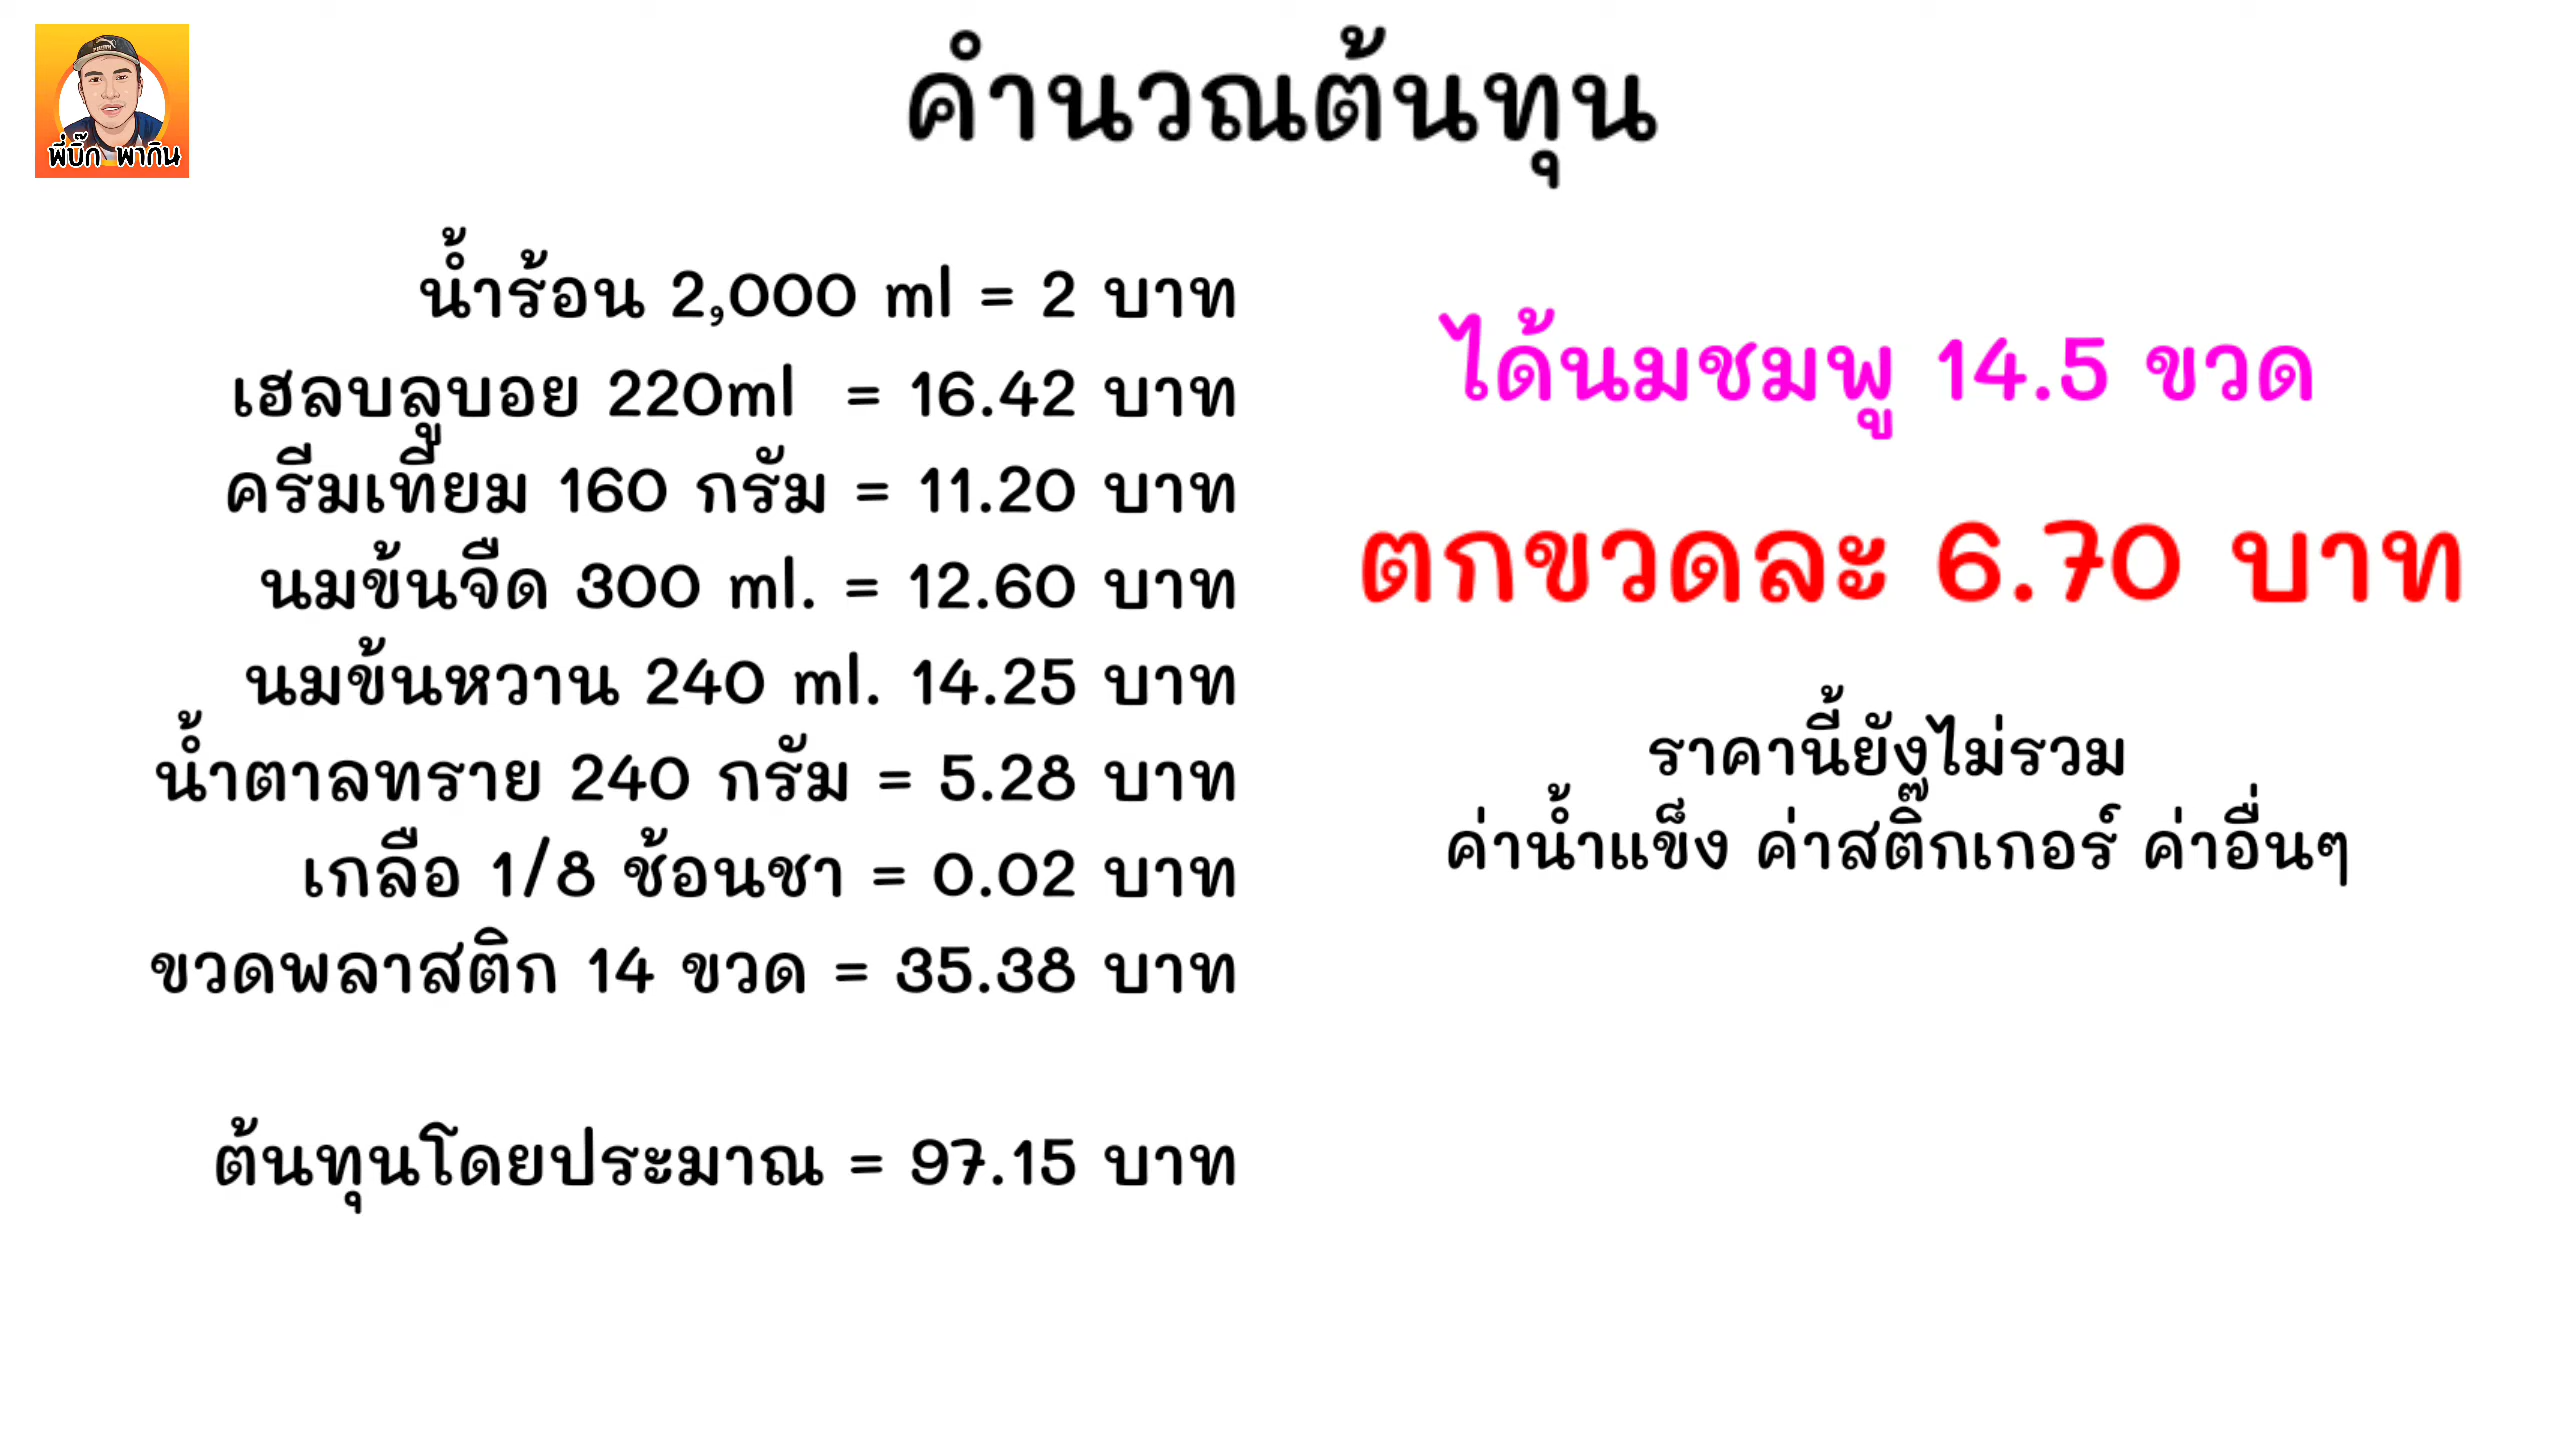 พี่บิ๊ก พากิน
คำนวณต้นทุน
น้ำร้อน 2,000 ml = 2 บาท
เฮลบลูบอย 220ml = 16.42 บาท
ครีมเทียม 160 กรัม = 11.20 บาท
นมข้นจืด 300 ml. = 12.60 บาท
นมข้นหวาน 240 ml. 14.25 บาท
น้ำตาลทราย 240 กรัม = 5.28 บาท
เกลือ 1/8 ช้อนชา = 0.02 บาท
ขวดพลาสติก 14 ขวด = 35.38 บาท
ต้นทุนโดยประมาณ = 97.15 บาท
ได้นมชมพู 14.5 ขวด
ตกขวดละ 6.70 บาท
ราคานี้ยังไม่รวม
ค่าน้ำแข็ง ค่าสติ๊กเกอร์ ค่าอื่นๆ